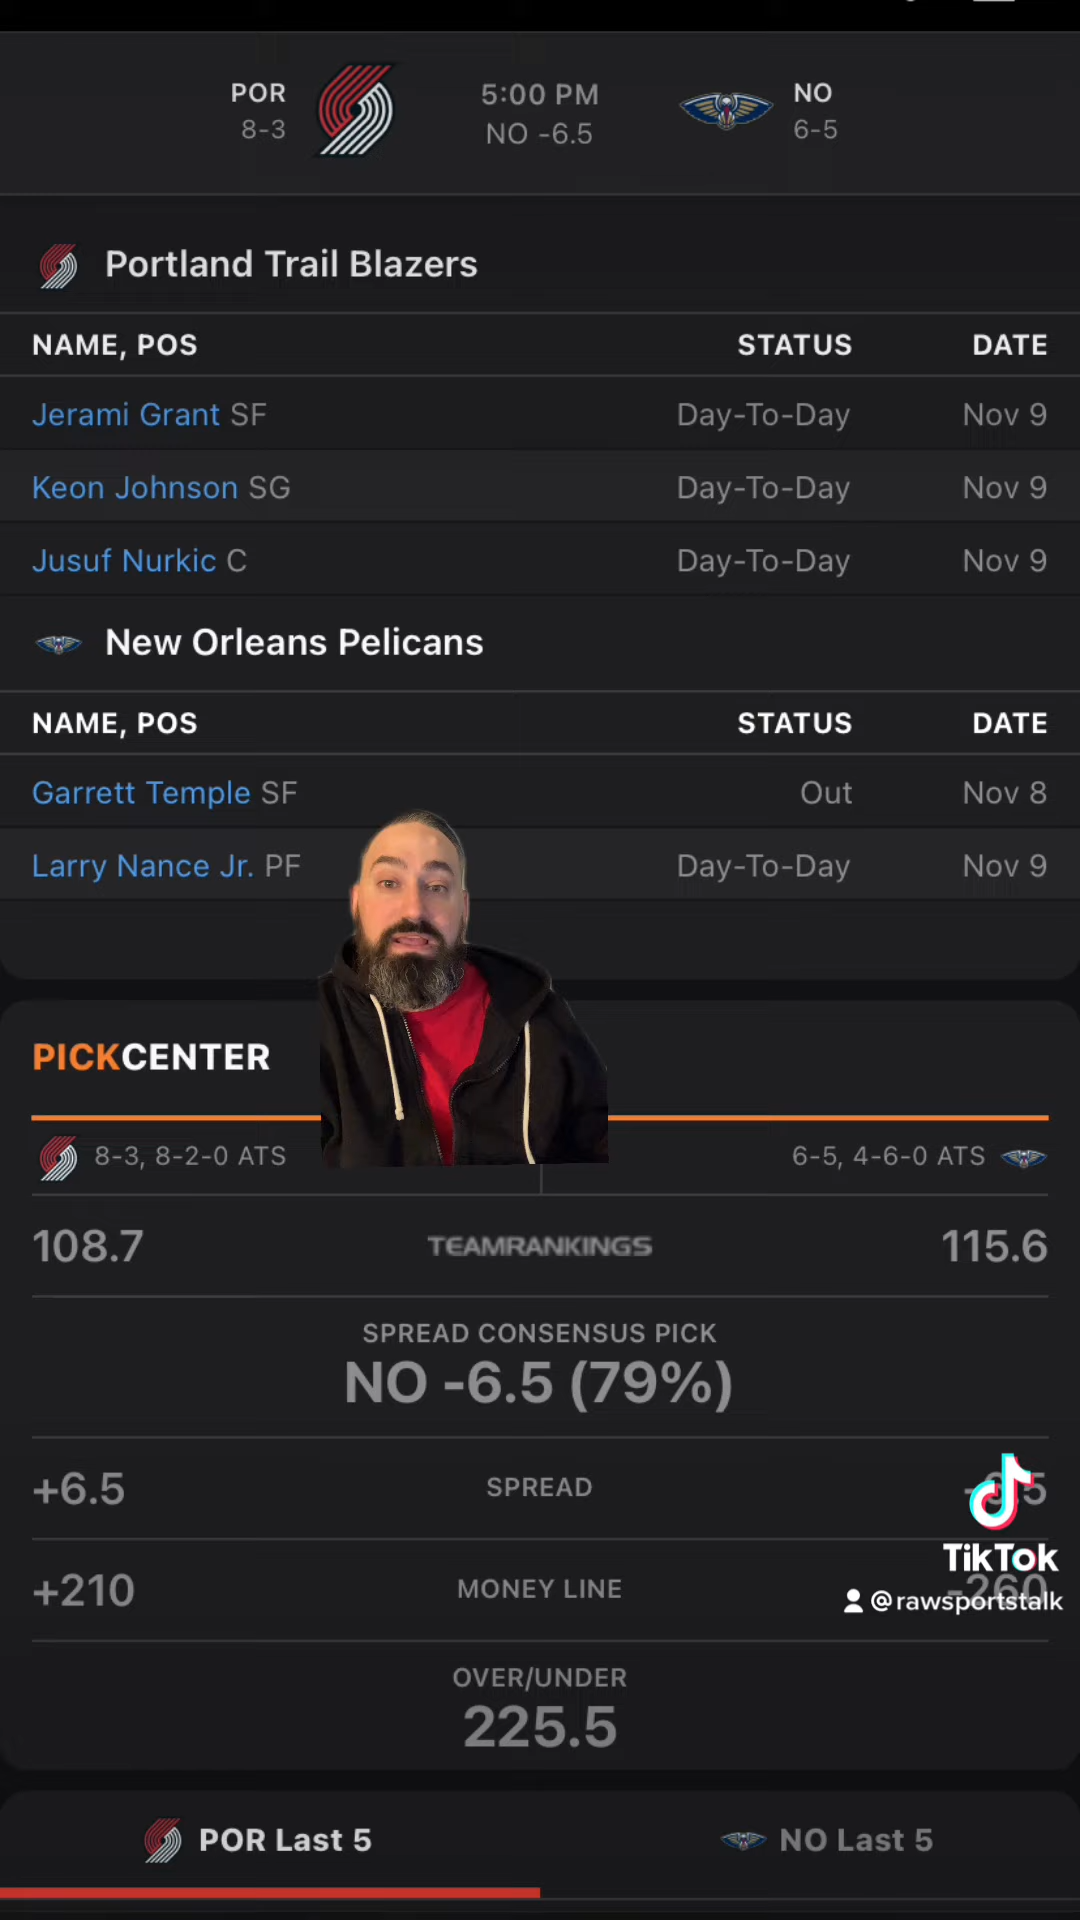 POR
8-3
5:00 PM
NO -6.5
NO
6-5
Portland Trail Blazers
NAME, POS STATUS DATE
Jerami Grant SF Day-To-Day Nov 9
Keon Johnson SG Day-To-Day Nov 9
Jusuf Nurkic C Day-To-Day Nov 9
New Orleans Pelicans
NAME, POS STATUS DATE
Garrett Temple SF Out Nov 8
Larry Nance Jr. PF Day-To-Day Nov 9
PICKCENTER
8-3, 8-2-0 ATS 6-5, 4-6-0 ATS
108.7 TEAMRANKINGS 115.6
SPREAD CONSENSUS PICK
NO -6.5 (79%)
+6.5 SPREAD
TikTok
+210 MONEY LINE -260
@rawsportstalk
OVER/UNDER
225.5
POR Last 5 NO Last 5